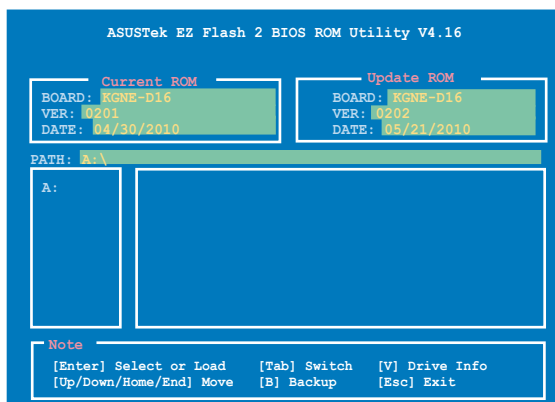 ASUSTek EZ Flash 2 BIOS ROM Utility V4.16
Current ROM
BOARD: KGNE-D16
VER: 0201
DATE: 04/30/2010
Update ROM
BOARD: KGNE-D16
VER: 0202
DATE: 05/21/2010
PATH: A:\
A:
Note
[Enter] Select or Load [Tab] Switch [V] Drive Info
[Up/Down/Home/End] Move [B] Backup [Esc] Exit